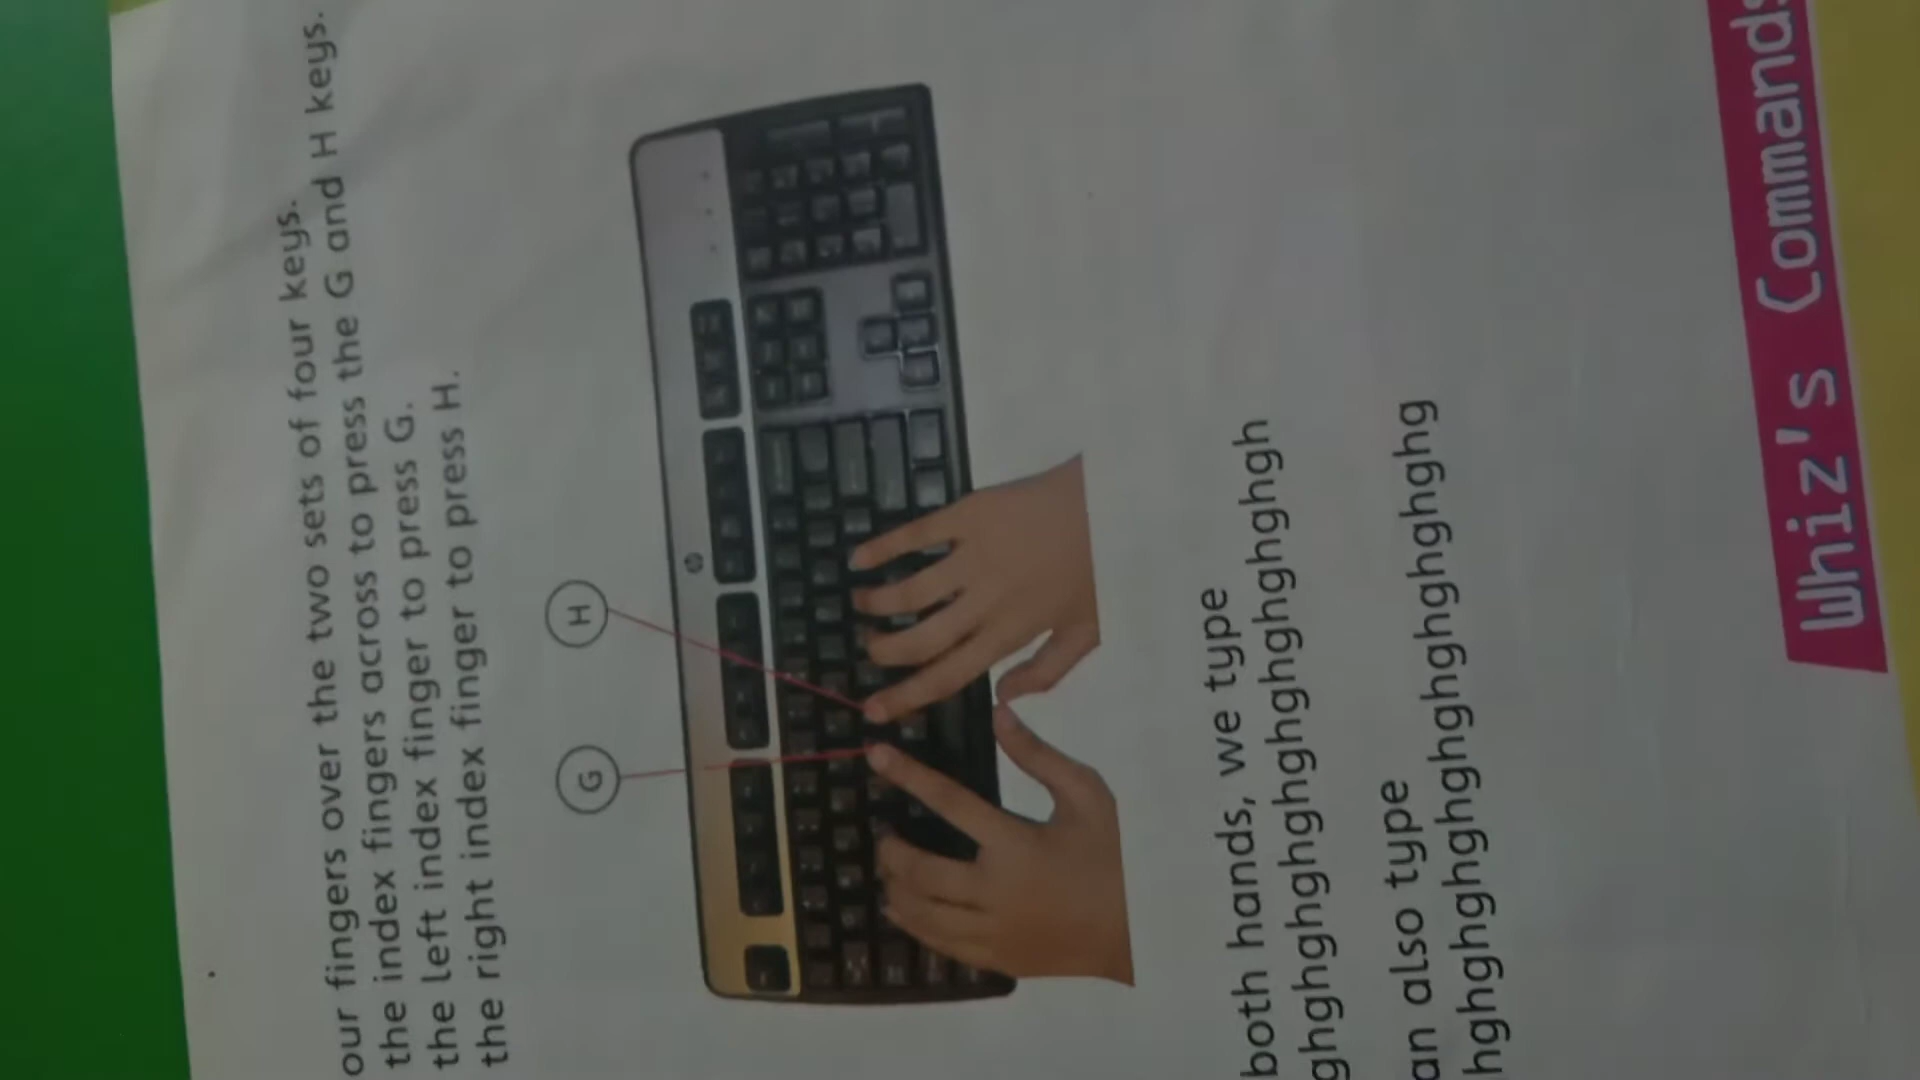 our fingers over the two sets of four keys.
the index fingers across to press the G and H keys.
the left index finger to press G.
the right index finger to press H.
G
H
both hands, we type
ghghghghghghghghghghghghghgh
an also type
hghghghghghghghghghghghghghg
Whiz's Commands